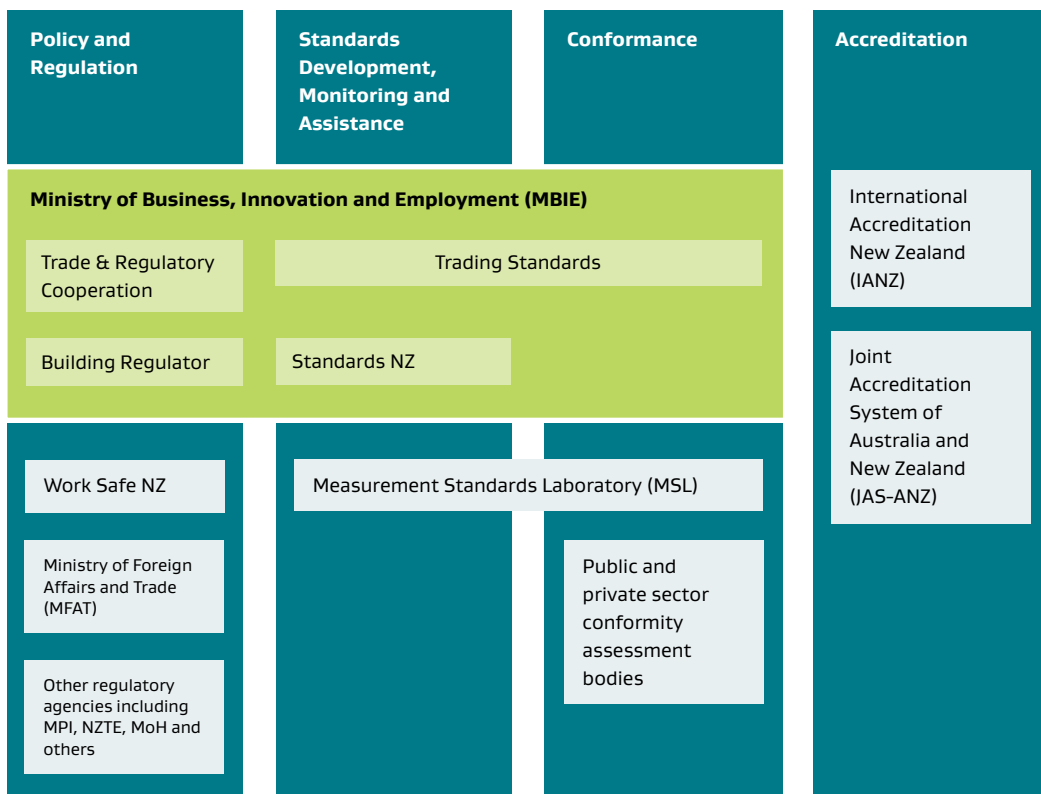 Policy and
Regulation
Standards
Development,
Monitoring and
Assistance
Conformance
Accreditation
Ministry of Business, Innovation and Employment (MBIE)
Trade & Regulatory
Cooperation
Trading Standards
Building Regulator
Standards NZ
International
Accreditation
New Zealand
(IANZ)
Joint
Accreditation
System of
Australia and
New Zealand
(JAS-ANZ)
Work Safe NZ
Measurement Standards Laboratory (MSL)
Ministry of Foreign
Affairs and Trade
(MFAT)
Public and
private sector
conformity
assessment
bodies
Other regulatory
agencies including
MPI, NZTE, MoH and
others